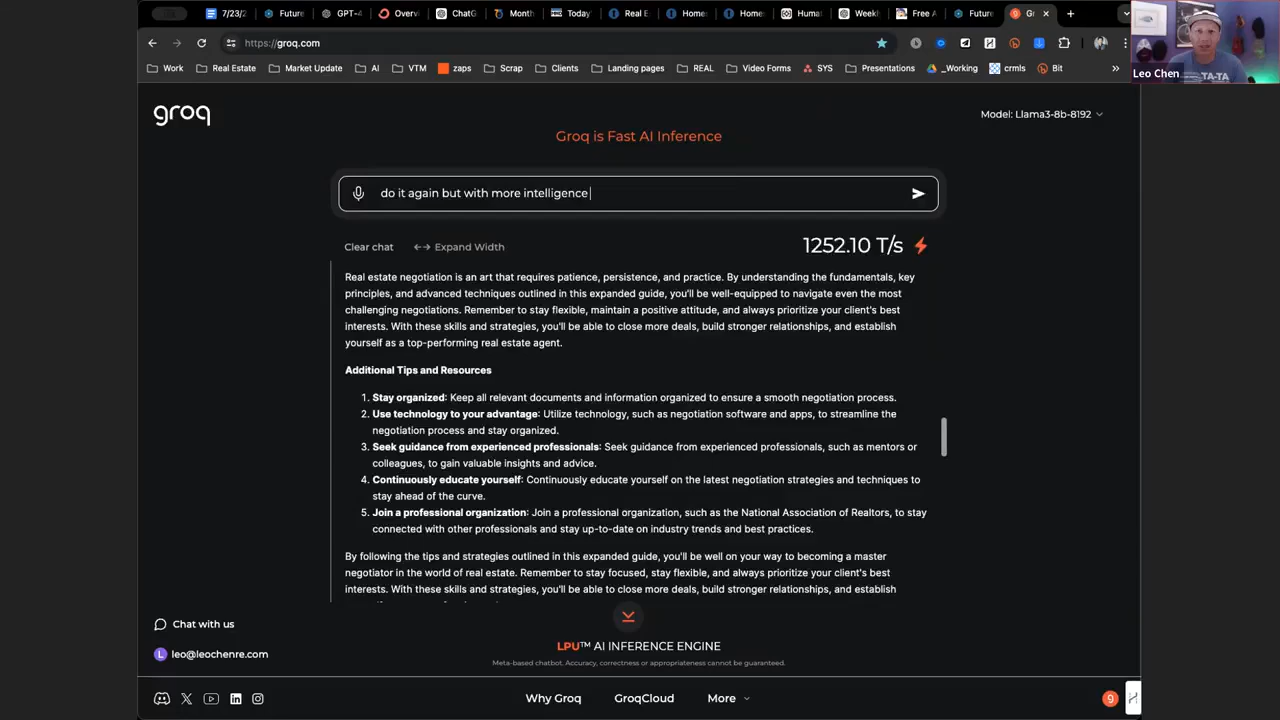 7/23/2
Future
GPT-4
Overvi
ChatG
Month
Today'
Real E
Home:
Home:
Huma
Weekl
Free A
Future
Gr
https://groq.com
Work
Real Estate
Market Update
AI
VTM
zaps
Scrap
Clients
Landing pages
REAL
Video Forms
SYS
Presentations
_Working
crmls
Bit
»
Leo Chen
TA-TA
groq
Model: Llama3-8b-8192
Groq is Fast AI Inference
do it again but with more intelligence
Clear chat
Expand Width
1252.10 T/s
Real estate negotiation is an art that requires patience, persistence, and practice. By understanding the fundamentals, key
principles, and advanced techniques outlined in this expanded guide, you'll be well-equipped to navigate even the most
challenging negotiations. Remember to stay flexible, maintain a positive attitude, and always prioritize your client's best
interests. With these skills and strategies, you'll be able to close more deals, build stronger relationships, and establish
yourself as a top-performing real estate agent.
Additional Tips and Resources
1. Stay organized: Keep all relevant documents and information organized to ensure a smooth negotiation process.
2. Use technology to your advantage: Utilize technology, such as negotiation software and apps, to streamline the
negotiation process and stay organized.
3. Seek guidance from experienced professionals: Seek guidance from experienced professionals, such as mentors or
colleagues, to gain valuable insights and advice.
4. Continuously educate yourself: Continuously educate yourself on the latest negotiation strategies and techniques to
stay ahead of the curve.
5. Join a professional organization: Join a professional organization, such as the National Association of Realtors, to stay
connected with other professionals and stay up-to-date on industry trends and best practices.
By following the tips and strategies outlined in this expanded guide, you'll be well on your way to becoming a master
negotiator in the world of real estate. Remember to stay focused, stay flexible, and always prioritize your client's best
interests. With these skills and strategies, you'll be able to close more deals, build stronger relationships, and establish
Chat with us
L
leo@leochenre.com
LPU™ AI INFERENCE ENGINE
Meta-based chatbot. Accuracy, correctness or appropriateness cannot be guaranteed.
Why Groq
GroqCloud
More
9